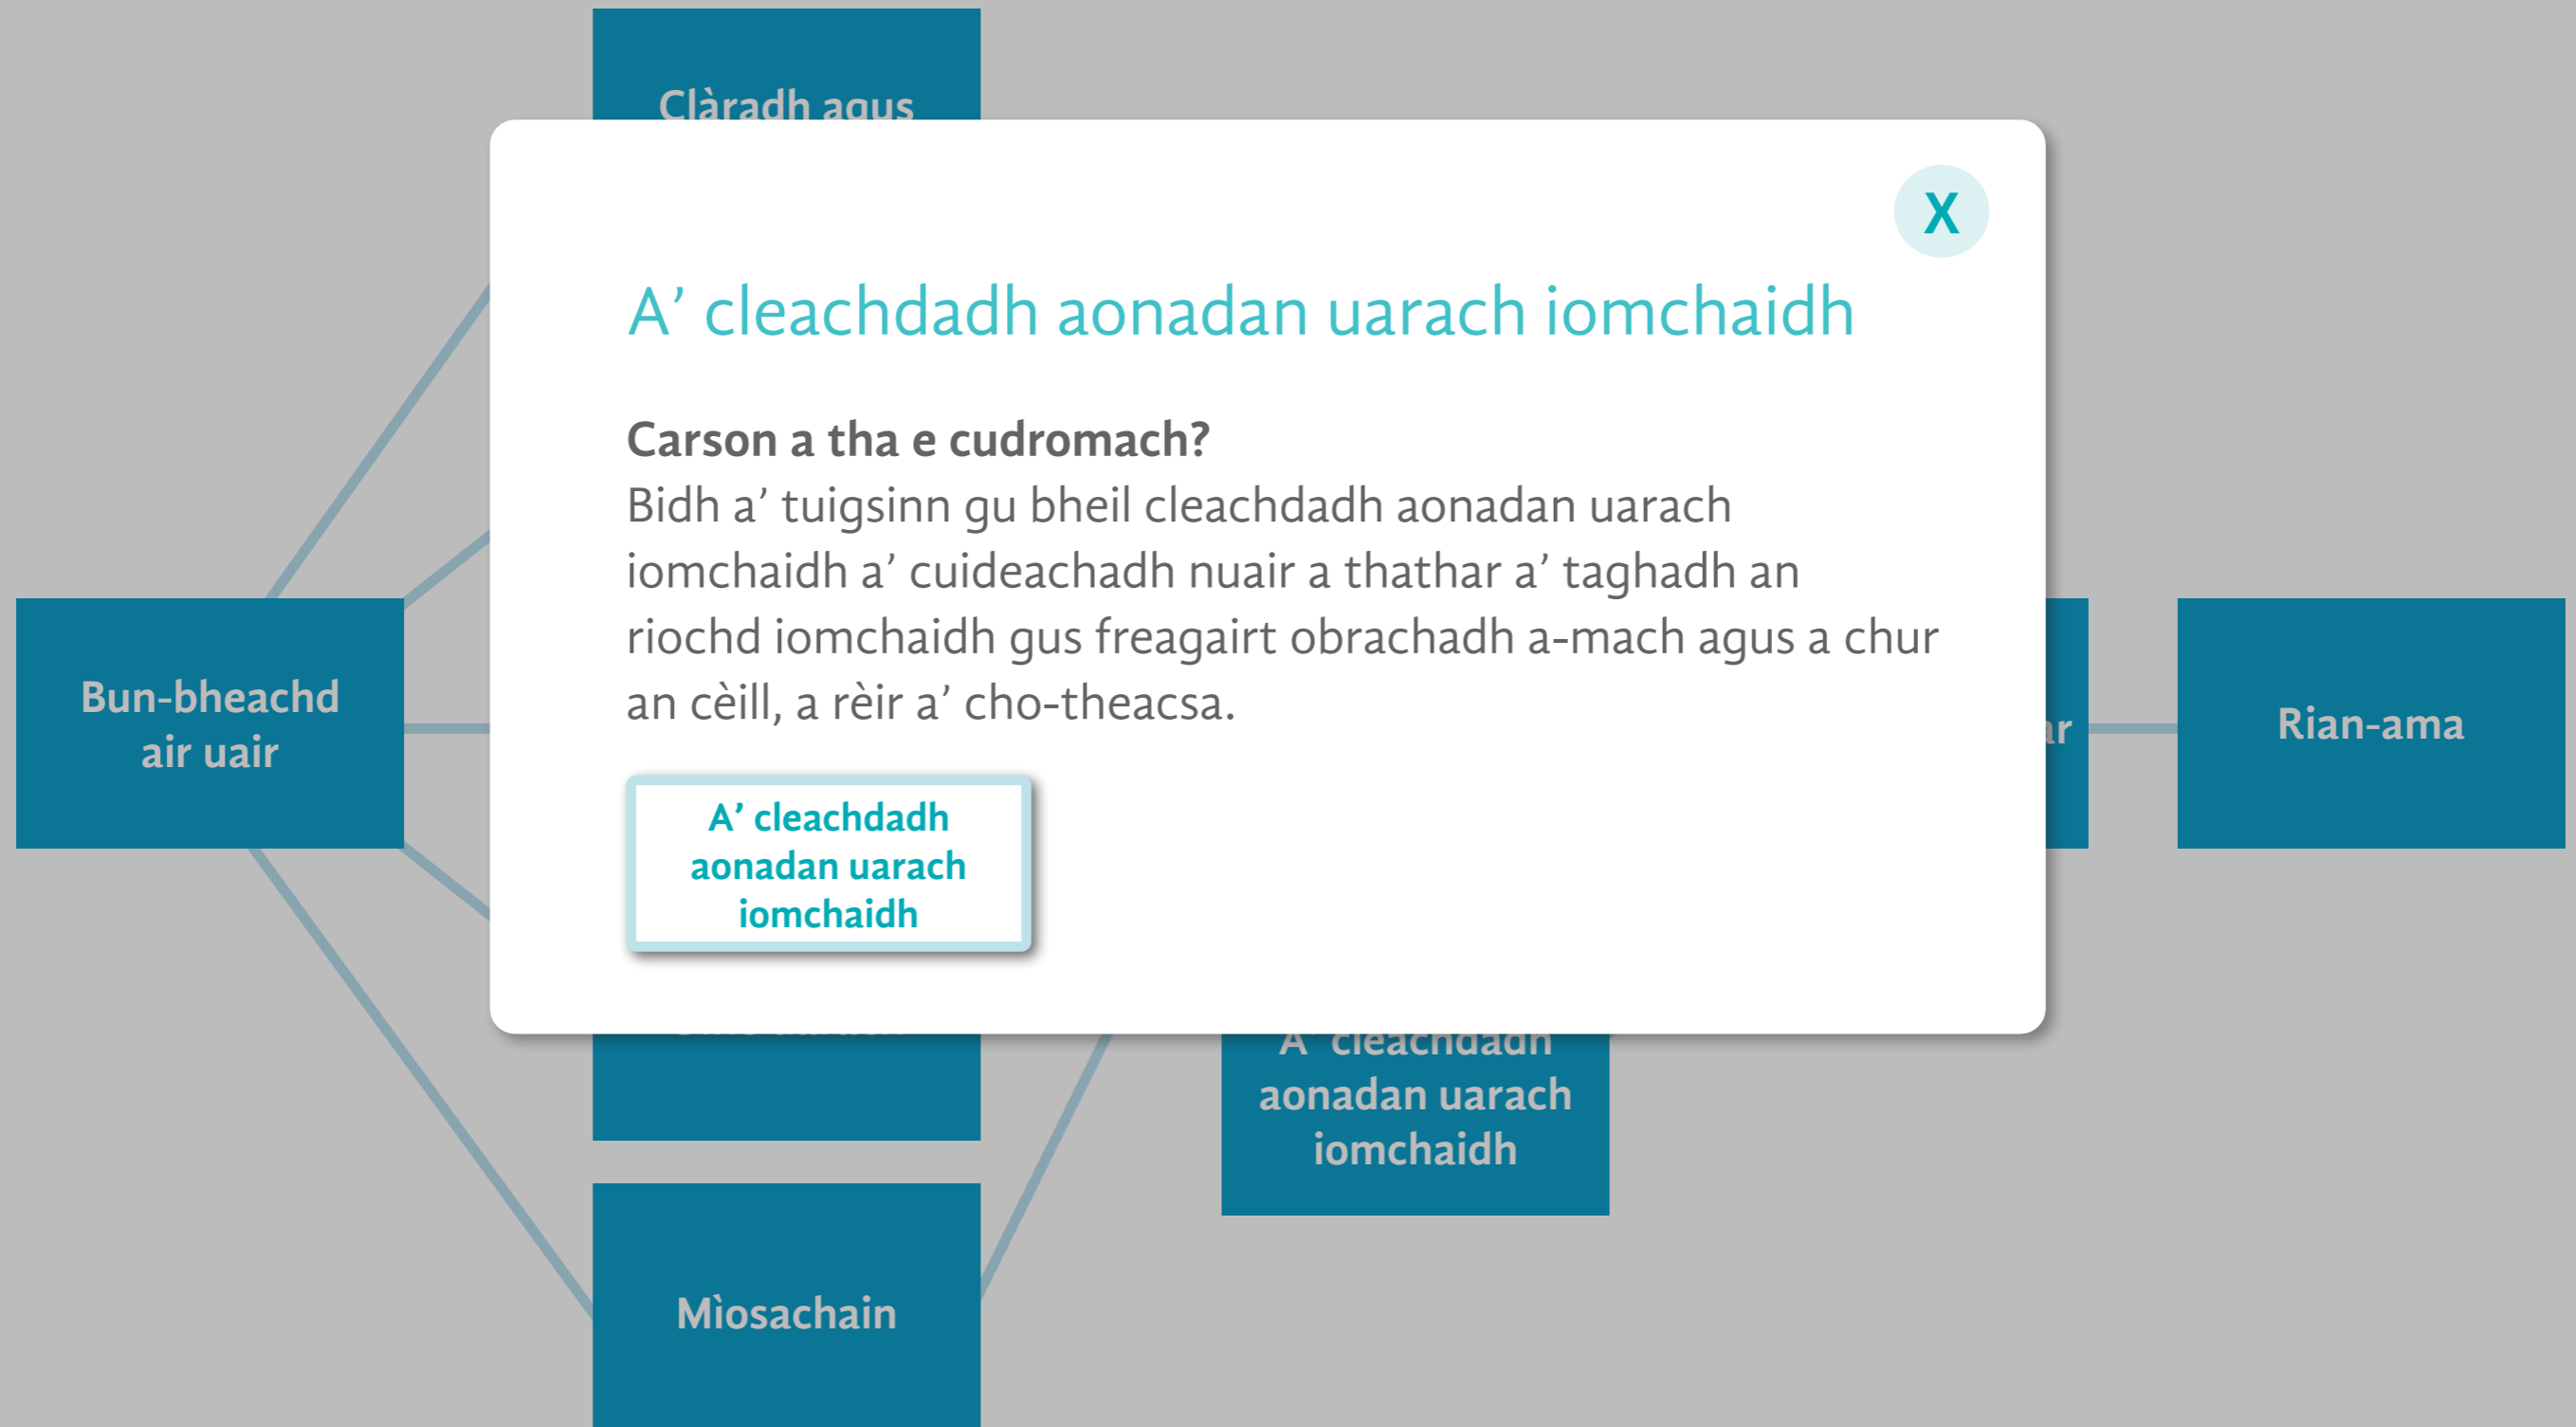 Clàradh agus
X
A’ cleachdadh aonadan uarach iomchaidh
Carson a tha e cudromach?
Bidh a’ tuigsinn gu bheil cleachdadh aonadan uarach
iomchaidh a’ cuideachadh nuair a thathar a’ taghadh an
riochd iomchaidh gus freagairt obrachadh a-mach agus a chur
an cèill, a rèir a’ cho-theacsa.
A’ cleachdadh
aonadan uarach
iomchaidh
Bun-bheachd
air uair
Rian-ama
A’ cleachdadh
aonadan uarach
iomchaidh
Mìosachain